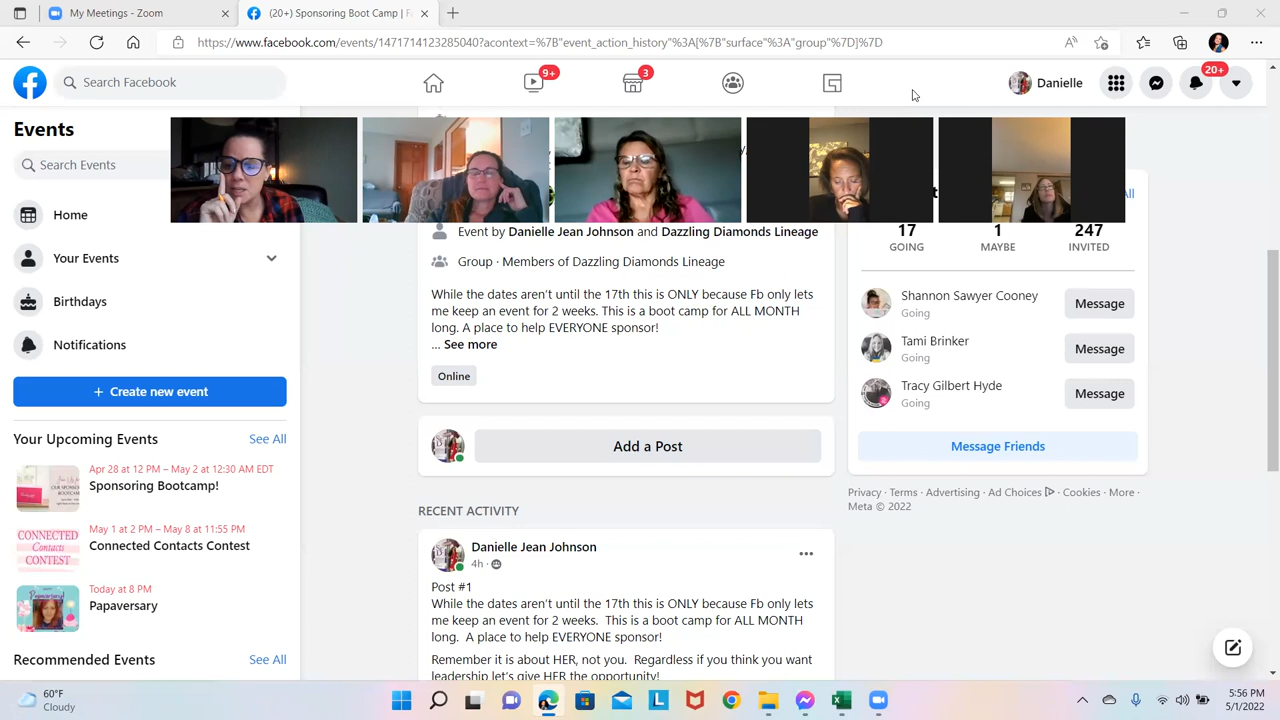 My Meetings - Zoom
(20+) Sponsoring Boot Camp | F
https://www.facebook.com/events/1471714123285040?acontext=%7B"event_action_history"%3A[%7B"surface"%3A"group"%7D]%7D
Search Facebook
9+
3
Danielle
20+
Events
Search Events
Home
Your Events
Birthdays
Notifications
+ Create new event
Your Upcoming Events
See All
Apr 28 at 12 PM – May 2 at 12:30 AM EDT
Sponsoring Bootcamp!
May 1 at 2 PM – May 8 at 11:55 PM
Connected Contacts Contest
CONNECTED
Contacts
CONTEST
Today at 8 PM
Papaversary
Recommended Events
See All
Event by Danielle Jean Johnson and Dazzling Diamonds Lineage
Group · Members of Dazzling Diamonds Lineage
While the dates aren't until the 17th this is ONLY because Fb only lets
me keep an event for 2 weeks. This is a boot camp for ALL MONTH
long. A place to help EVERYONE sponsor!
... See more
Online
Add a Post
RECENT ACTIVITY
Danielle Jean Johnson
4h ·
Post #1
While the dates aren't until the 17th this is ONLY because Fb only lets
me keep an event for 2 weeks. This is a boot camp for ALL MONTH
long. A place to help EVERYONE sponsor!
Remember it is about HER, not you. Regardless if you think you want
leadership let's give HER the opportunity!
All
17
GOING
1
MAYBE
247
INVITED
Shannon Sawyer Cooney
Going
Message
Tami Brinker
Going
Message
Tracy Gilbert Hyde
Going
Message
Message Friends
Privacy · Terms · Advertising · Ad Choices · Cookies · More ·
Meta © 2022
60°F
Cloudy
5:56 PM
5/1/2022